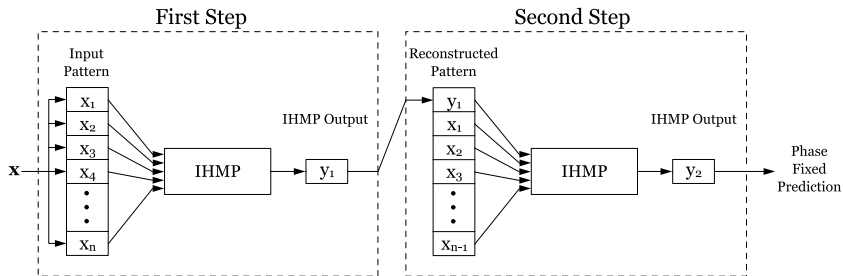 First Step
Second Step
Input
Pattern
x
x1
x2
x3
x4
xn
IHMP
IHMP Output
y1
Reconstructed
Pattern
y1
x1
x2
x3
xn-1
IHMP
IHMP Output
y2
Phase
Fixed
Prediction